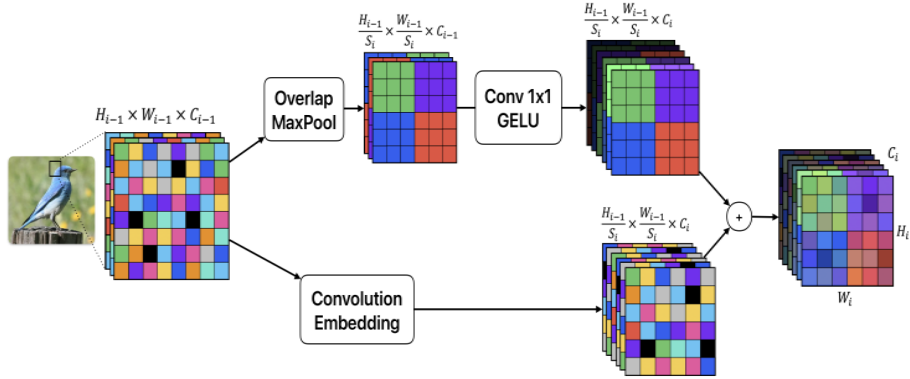 H_{i-1}/S_i × W_{i-1}/S_i × C_{i-1}
H_{i-1}/S_i × W_{i-1}/S_i × C_i
Overlap
MaxPool
Conv 1x1
GELU
H_{i-1} × W_{i-1} × C_{i-1}
C_i
+
H_i
H_{i-1}/S_i × W_{i-1}/S_i × C_i
W_i
Convolution
Embedding